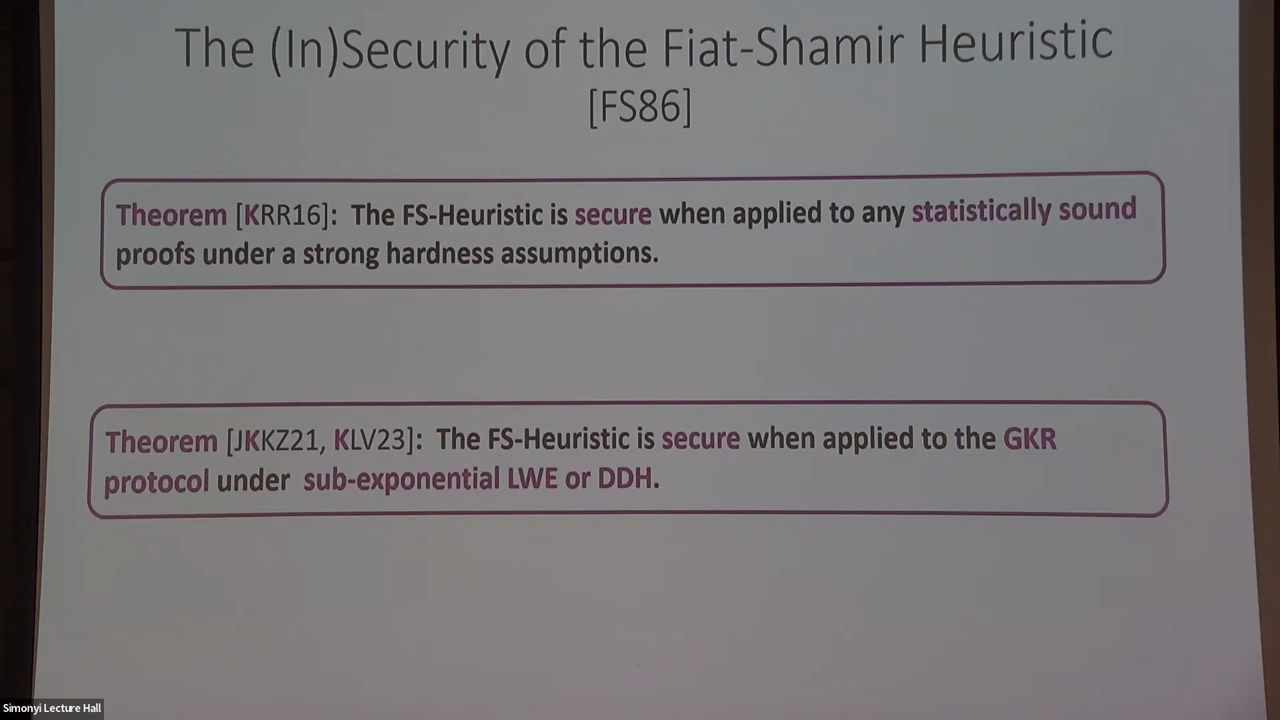 The (In)Security of the Fiat-Shamir Heuristic
[FS86]
Theorem [KRR16]: The FS-Heuristic is secure when applied to any statistically sound
proofs under a strong hardness assumptions.
Theorem [JKKZ21, KLV23]: The FS-Heuristic is secure when applied to the GKR
protocol under sub-exponential LWE or DDH.
Simonyi Lecture Hall